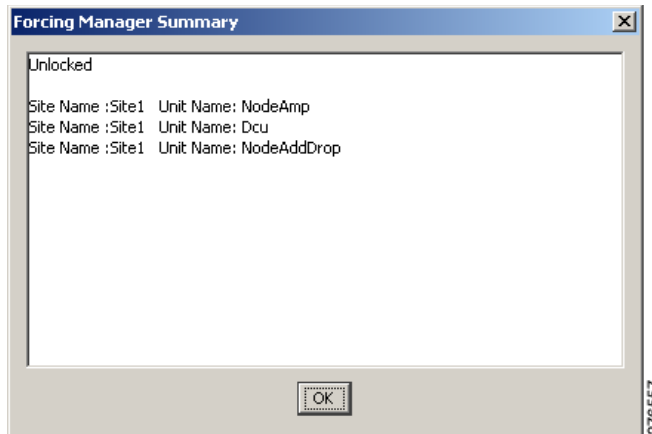 Forcing Manager Summary
Unlocked
Site Name :Site1 Unit Name: NodeAmp
Site Name :Site1 Unit Name: Dcu
Site Name :Site1 Unit Name: NodeAddDrop
OK